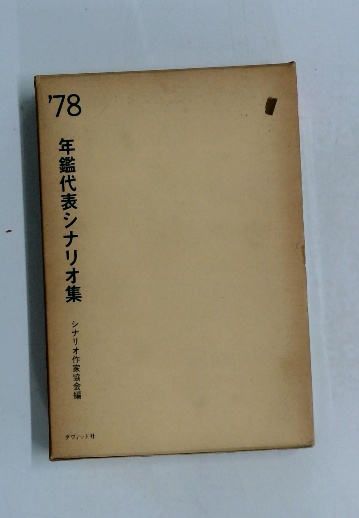 '78
年鑑代表シナリオ集
シナリオ作家協会編
ダヴィッド社